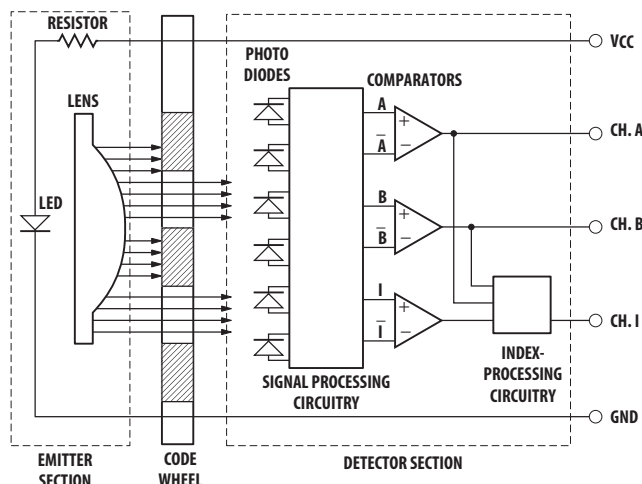 RESISTOR
LENS
LED
EMITTER
SECTION
CODE
WHEEL
PHOTO
DIODES
COMPARATORS
A
A̅
B
B̅
I
I̅
SIGNAL PROCESSING
CIRCUITRY
INDEX-
PROCESSING
CIRCUITRY
DETECTOR SECTION
VCC
CH. A
CH. B
CH. I
GND